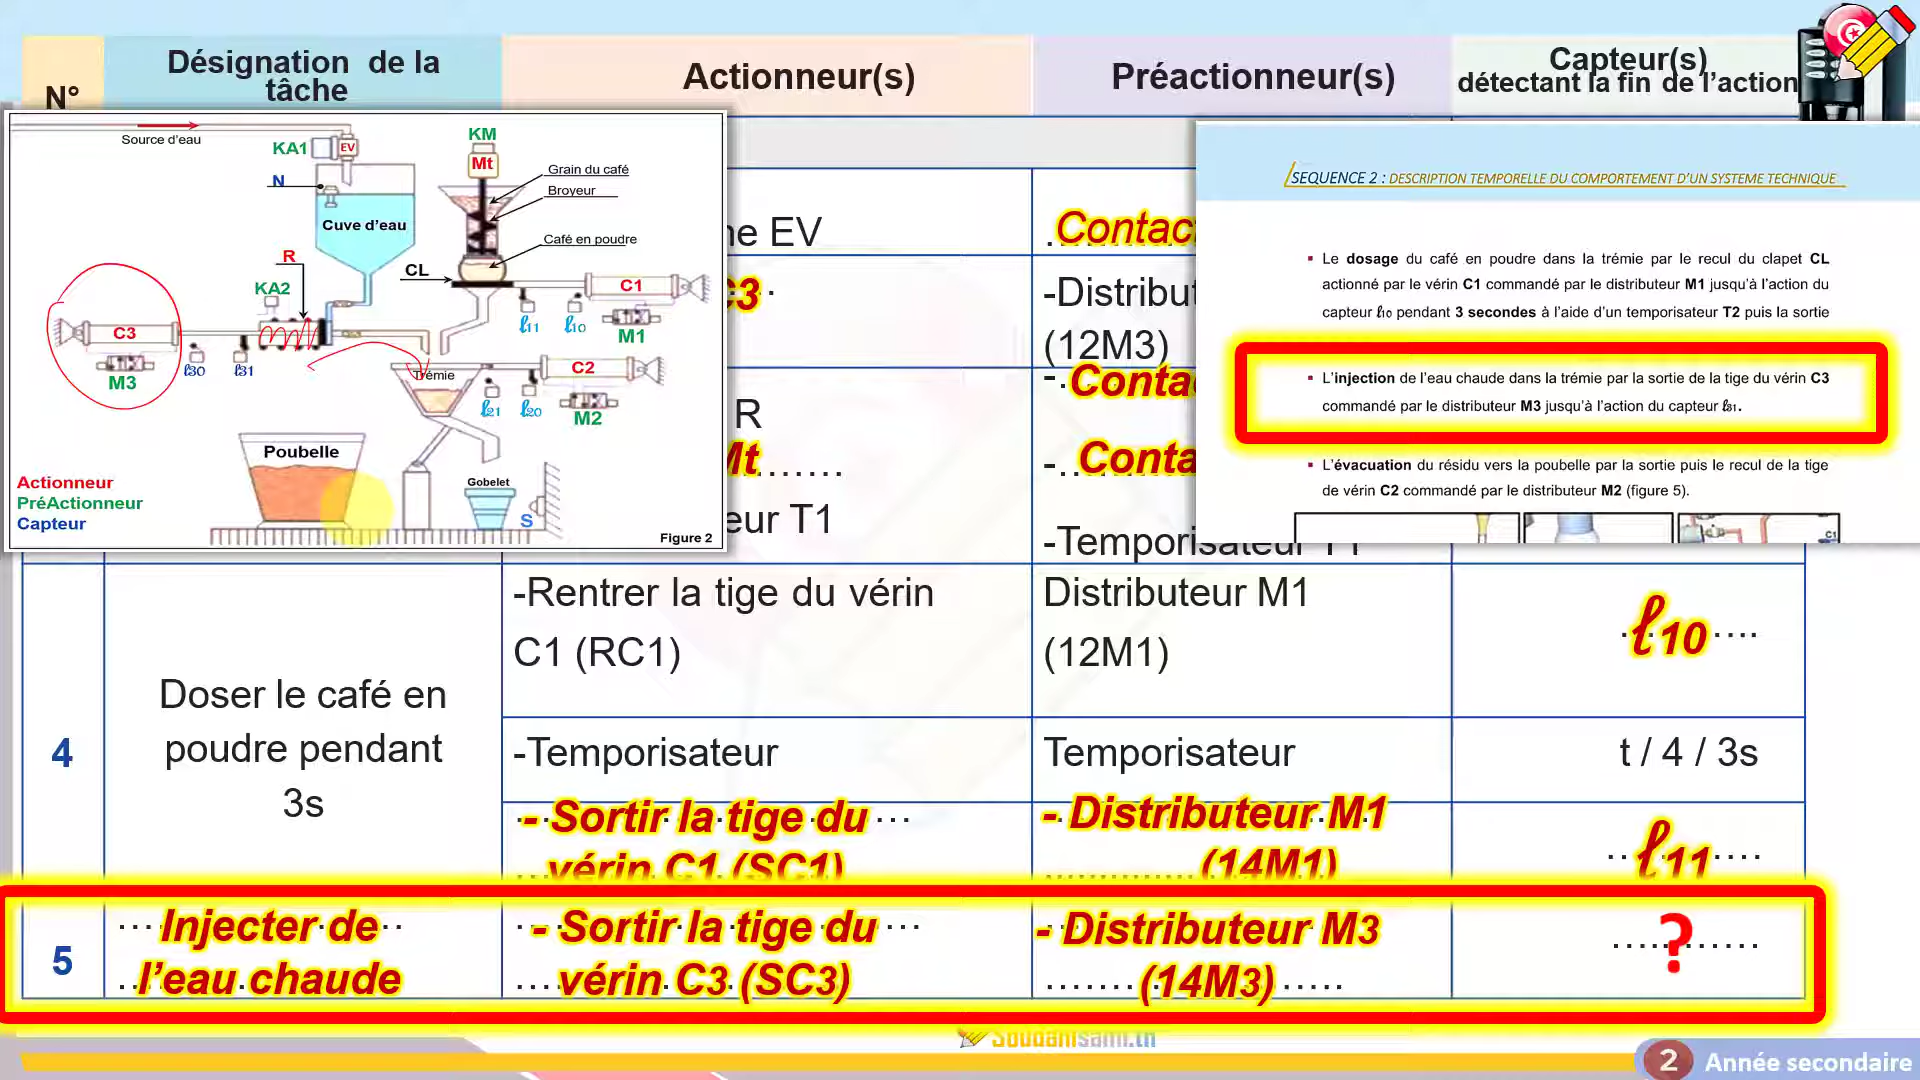 N°
Désignation de la
tâche
Actionneur(s)
Préactionneur(s)
Capteur(s)
détectant la fin de l'action
Source d'eau
KA1
EV
N
Cuve d'eau
R
KA2
KM
Mt
Grain du café
Broyeur
Café en poudre
CL
C1
ℓ11
ℓ10
M1
C3
M3
ℓ30
ℓ31
Trémie
C2
ℓ21
ℓ20
M2
Poubelle
Gobelet
S
Actionneur
PréActionneur
Capteur
Figure 2
EV
C3
R
Mt
T1
-Distribut
(12M3)
SEQUENCE 2 : DESCRIPTION TEMPORELLE DU COMPORTEMENT D'UN SYSTEME TECHNIQUE
▪ Le dosage du café en poudre dans la trémie par le recul du clapet CL
actionné par le vérin C1 commandé par le distributeur M1 jusqu'à l'action du
capteur ℓ10 pendant 3 secondes à l'aide d'un temporisateur T2 puis la sortie
▪ L'injection de l'eau chaude dans la trémie par la sortie de la tige du vérin C3
commandé par le distributeur M3 jusqu'à l'action du capteur ℓ31.
▪ L'évacuation du résidu vers la poubelle par la sortie puis le recul de la tige
de vérin C2 commandé par le distributeur M2 (figure 5).
C1
4
Doser le café en
poudre pendant
3s
-Rentrer la tige du vérin
C1 (RC1)
Distributeur M1
(12M1)
ℓ10
-Temporisateur
Temporisateur
t / 4 / 3s
- Sortir la tige du
vérin C1 (SC1)
- Distributeur M1
(14M1)
ℓ11
5
Injecter de
l'eau chaude
- Sortir la tige du
vérin C3 (SC3)
- Distributeur M3
(14M3)
?
Soudanisami.tn
2 Année secondaire